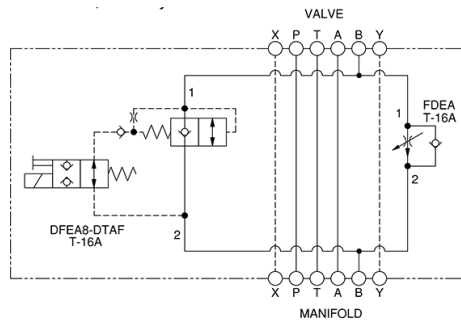 VALVE
X P T A B Y
1
FDEA
T-16A
1
2
DFEA8-DTAF
T-16A
2
X P T A B Y
MANIFOLD